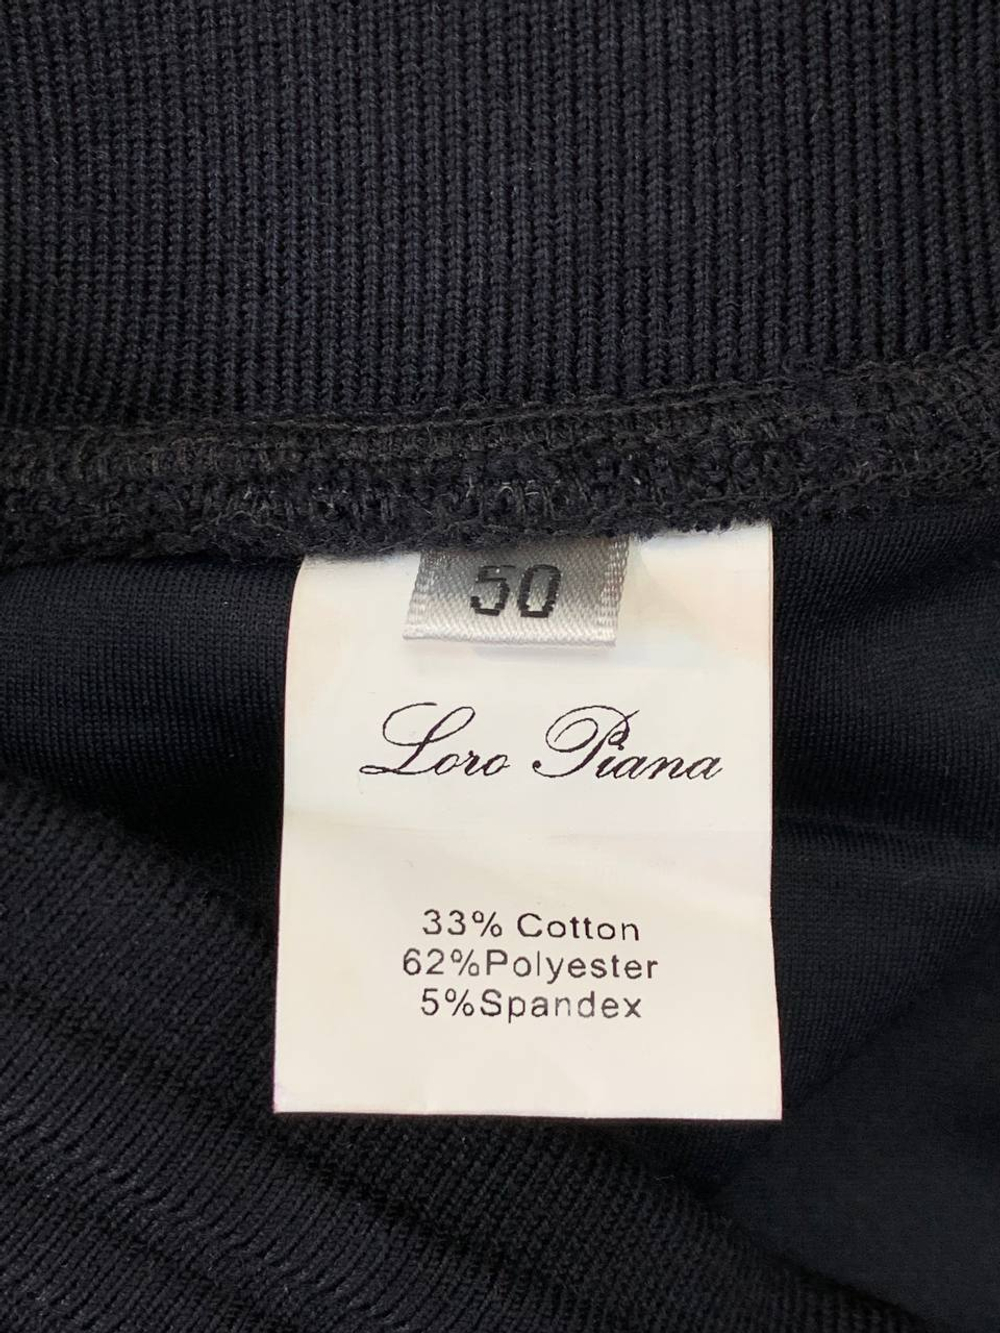 50
Loro Piana
33% Cotton
62%Polyester
5%Spandex